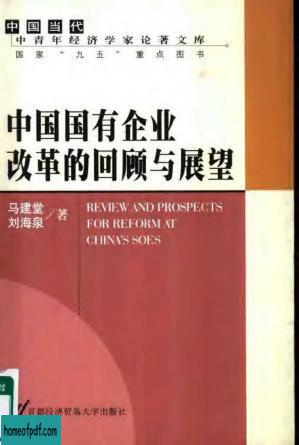 中国当代
中青年经济学家论著文库
国家“九五”重点图书
中国国有企业
改革的回顾与展望
马建堂
刘海泉
著
REVIEW AND PROSPECTS
FOR REFORM AT
CHINA'S SOES
首都经济贸易大学出版社
homeofpdf.com